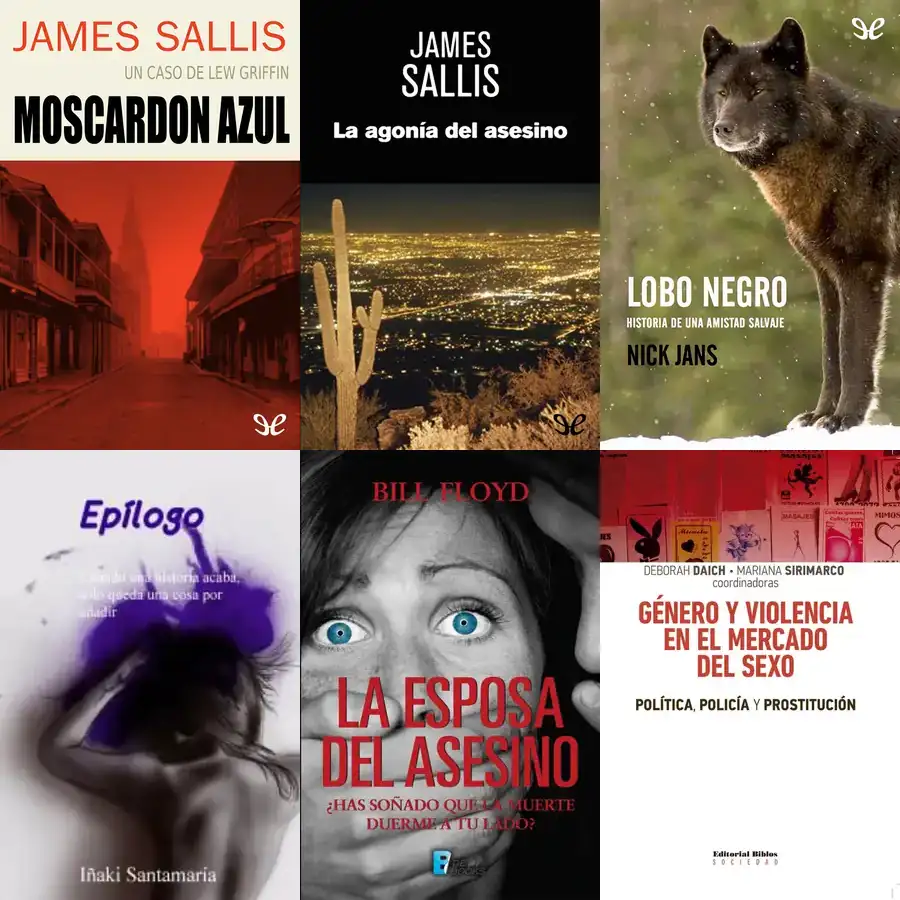 JAMES SALLIS
UN CASO DE LEW GRIFFIN
MOSCARDON AZUL
JAMES
SALLIS
La agonía del asesino
LOBO NEGRO
HISTORIA DE UNA AMISTAD SALVAJE
NICK JANS
Epílogo
una historia acaba,
queda una cosa por
Iñaki Santamaría
BILL FLOYD
LA ESPOSA
DEL ASESINO
¿HAS SOÑADO QUE LA MUERTE
DUERME A TU LADO?
MASAJES
MIMOS
DÉBORAH DAICH • MARIANA SIRIMARCO
coordinadoras
GÉNERO Y VIOLENCIA
EN EL MERCADO
DEL SEXO
POLÍTICA, POLICÍA Y PROSTITUCIÓN
Editorial Biblos
SOCIEDAD